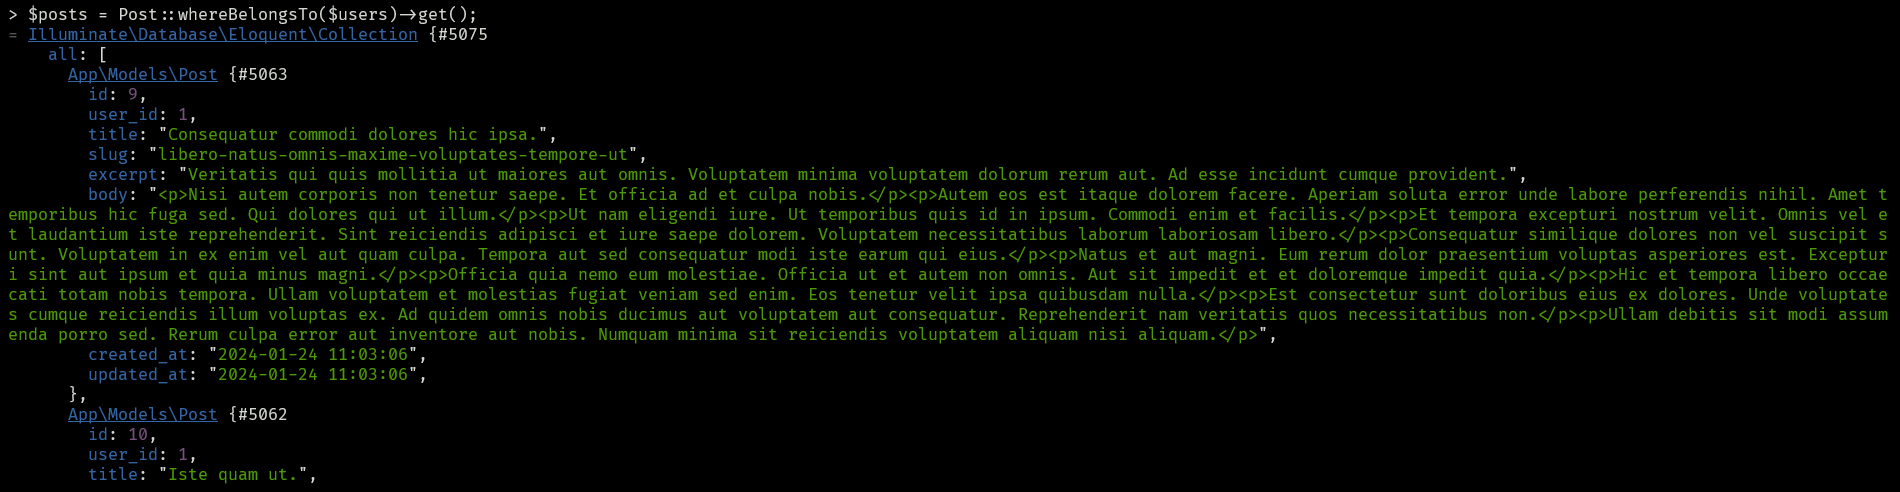 > $posts = Post::whereBelongsTo($users)->get();
= Illuminate\Database\Eloquent\Collection {#5075
all: [
App\Models\Post {#5063
id: 9,
user_id: 1,
title: "Consequatur commodi dolores hic ipsa.",
slug: "libero-natus-omnis-maxime-voluptates-tempore-ut",
excerpt: "Veritatis qui quis mollitia ut maiores aut omnis. Voluptatem minima voluptatem dolorum rerum aut. Ad esse incidunt cumque provident.",
body: "<p>Nisi autem corporis non tenetur saepe. Et officia ad et culpa nobis.</p><p>Autem eos est itaque dolorem facere. Aperiam soluta error unde labore perferendis nihil. Amet t
emporibus hic fuga sed. Qui dolores qui ut illum.</p><p>Ut nam eligendi iure. Ut temporibus quis id in ipsum. Commodi enim et facilis.</p><p>Et tempora excepturi nostrum velit. Omnis vel e
t laudantium iste reprehenderit. Sint reiciendis adipisci et iure saepe dolorem. Voluptatem necessitatibus laborum laboriosam libero.</p><p>Consequatur similique dolores non vel suscipit s
unt. Voluptatem in ex enim vel aut quam culpa. Tempora aut sed consequatur modi iste earum qui eius.</p><p>Natus et aut magni. Eum rerum dolor praesentium voluptas asperiores est. Exceptur
i sint aut ipsum et quia minus magni.</p><p>Officia quia nemo eum molestiae. Officia ut et autem non omnis. Aut sit impedit et et doloremque impedit quia.</p><p>Hic et tempora libero occae
cati totam nobis tempora. Ullam voluptatem et molestias fugiat veniam sed enim. Eos tenetur velit ipsa quibusdam nulla.</p><p>Est consectetur sunt doloribus eius ex dolores. Unde voluptate
s cumque reiciendis illum voluptas ex. Ad quidem omnis nobis ducimus aut voluptatem aut consequatur. Reprehenderit nam veritatis quos necessitatibus non.</p><p>Ullam debitis sit modi assum
enda porro sed. Rerum culpa error aut inventore aut nobis. Numquam minima sit reiciendis voluptatem aliquam nisi aliquam.</p>",
created_at: "2024-01-24 11:03:06",
updated_at: "2024-01-24 11:03:06",
},
App\Models\Post {#5062
id: 10,
user_id: 1,
title: "Iste quam ut.",